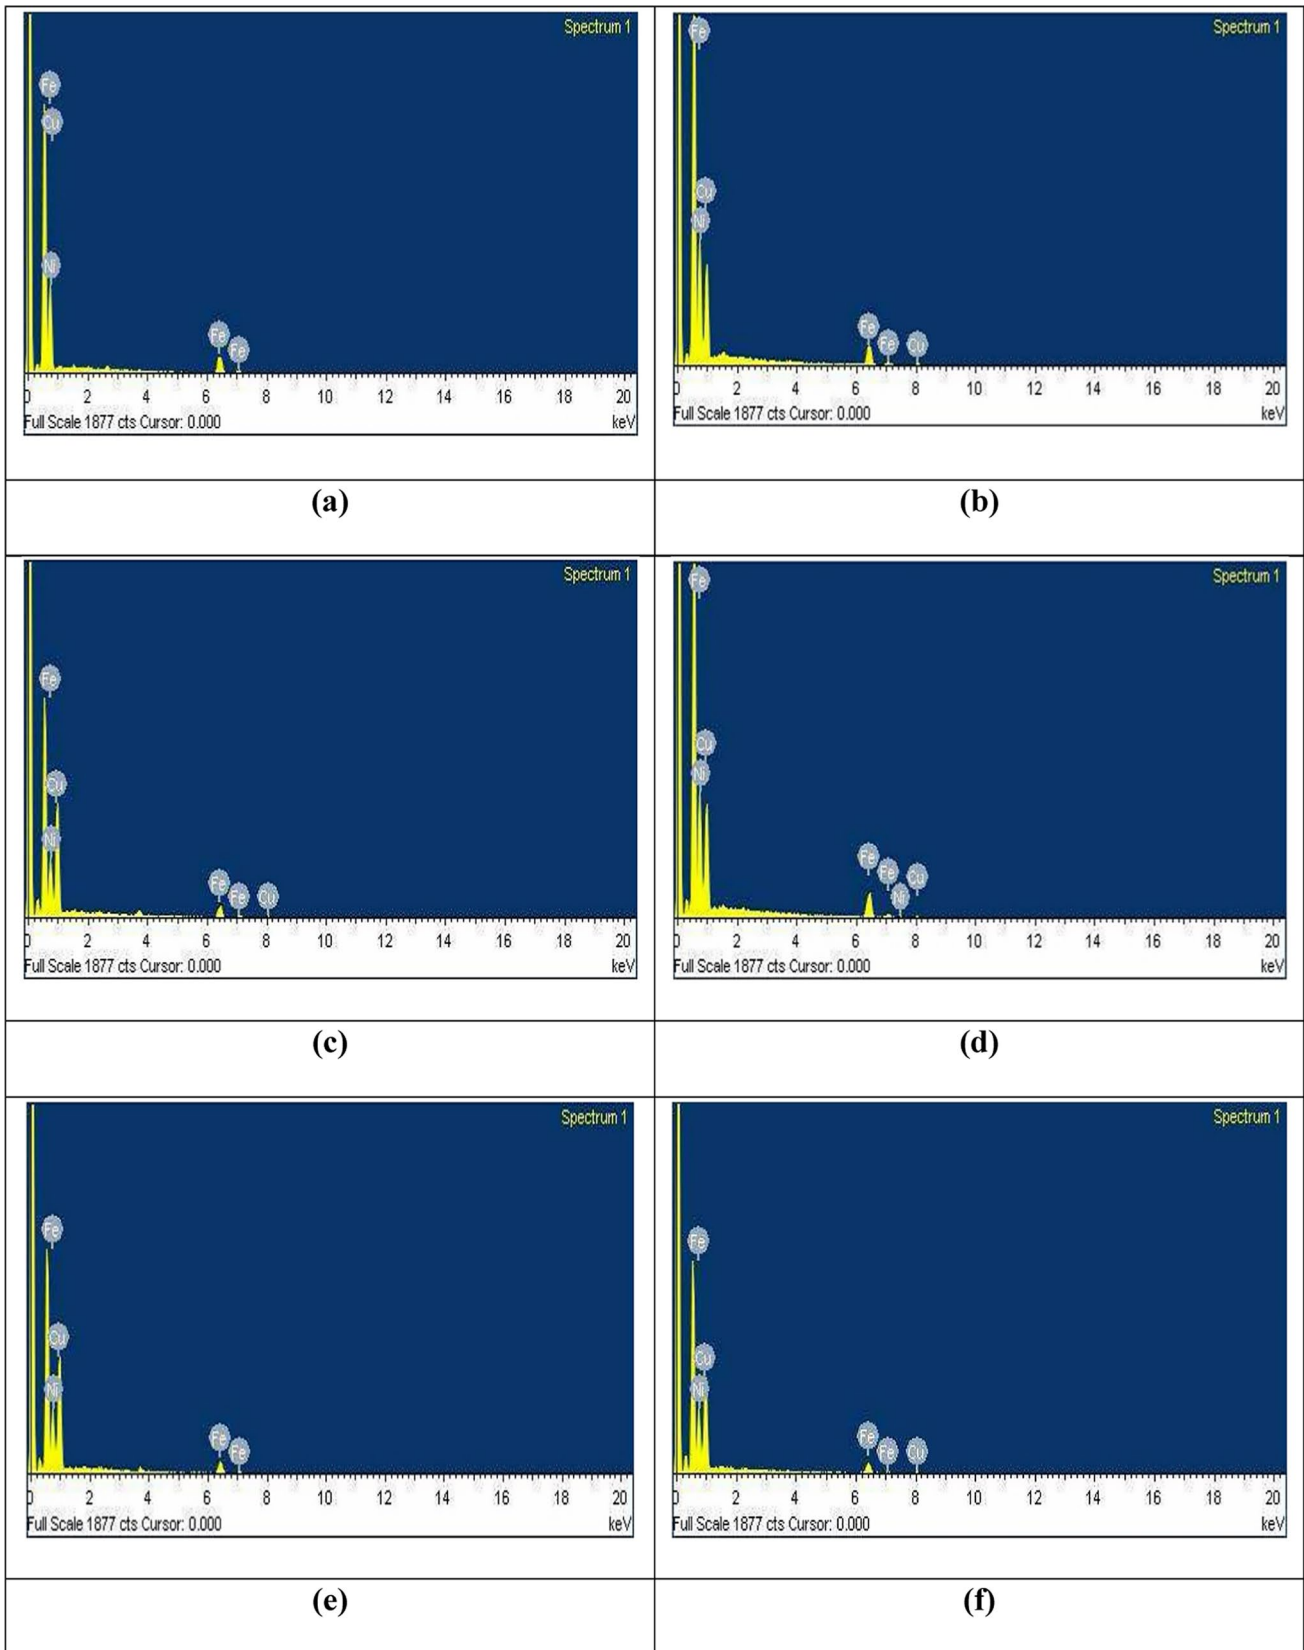 Spectrum 1
Fe
Cu
Ni
Fe
Fe
0 2 4 6 8 10 12 14 16 18 20
Full Scale 1877 cts Cursor: 0.000 keV
(a)
Spectrum 1
Fe
Cu
Ni
Fe
Fe
Cu
0 2 4 6 8 10 12 14 16 18 20
Full Scale 1877 cts Cursor: 0.000 keV
(b)
Spectrum 1
Fe
Cu
Ni
Fe
Fe
Cu
0 2 4 6 8 10 12 14 16 18 20
Full Scale 1877 cts Cursor: 0.000 keV
(c)
Spectrum 1
Fe
Cu
Ni
Fe
Fe
Cu
Ni
0 2 4 6 8 10 12 14 16 18 20
Full Scale 1877 cts Cursor: 0.000 keV
(d)
Spectrum 1
Fe
Cu
Ni
Fe
Fe
0 2 4 6 8 10 12 14 16 18 20
Full Scale 1877 cts Cursor: 0.000 keV
(e)
Spectrum 1
Fe
Cu
Ni
Fe
Fe
Cu
0 2 4 6 8 10 12 14 16 18 20
Full Scale 1877 cts Cursor: 0.000 keV
(f)